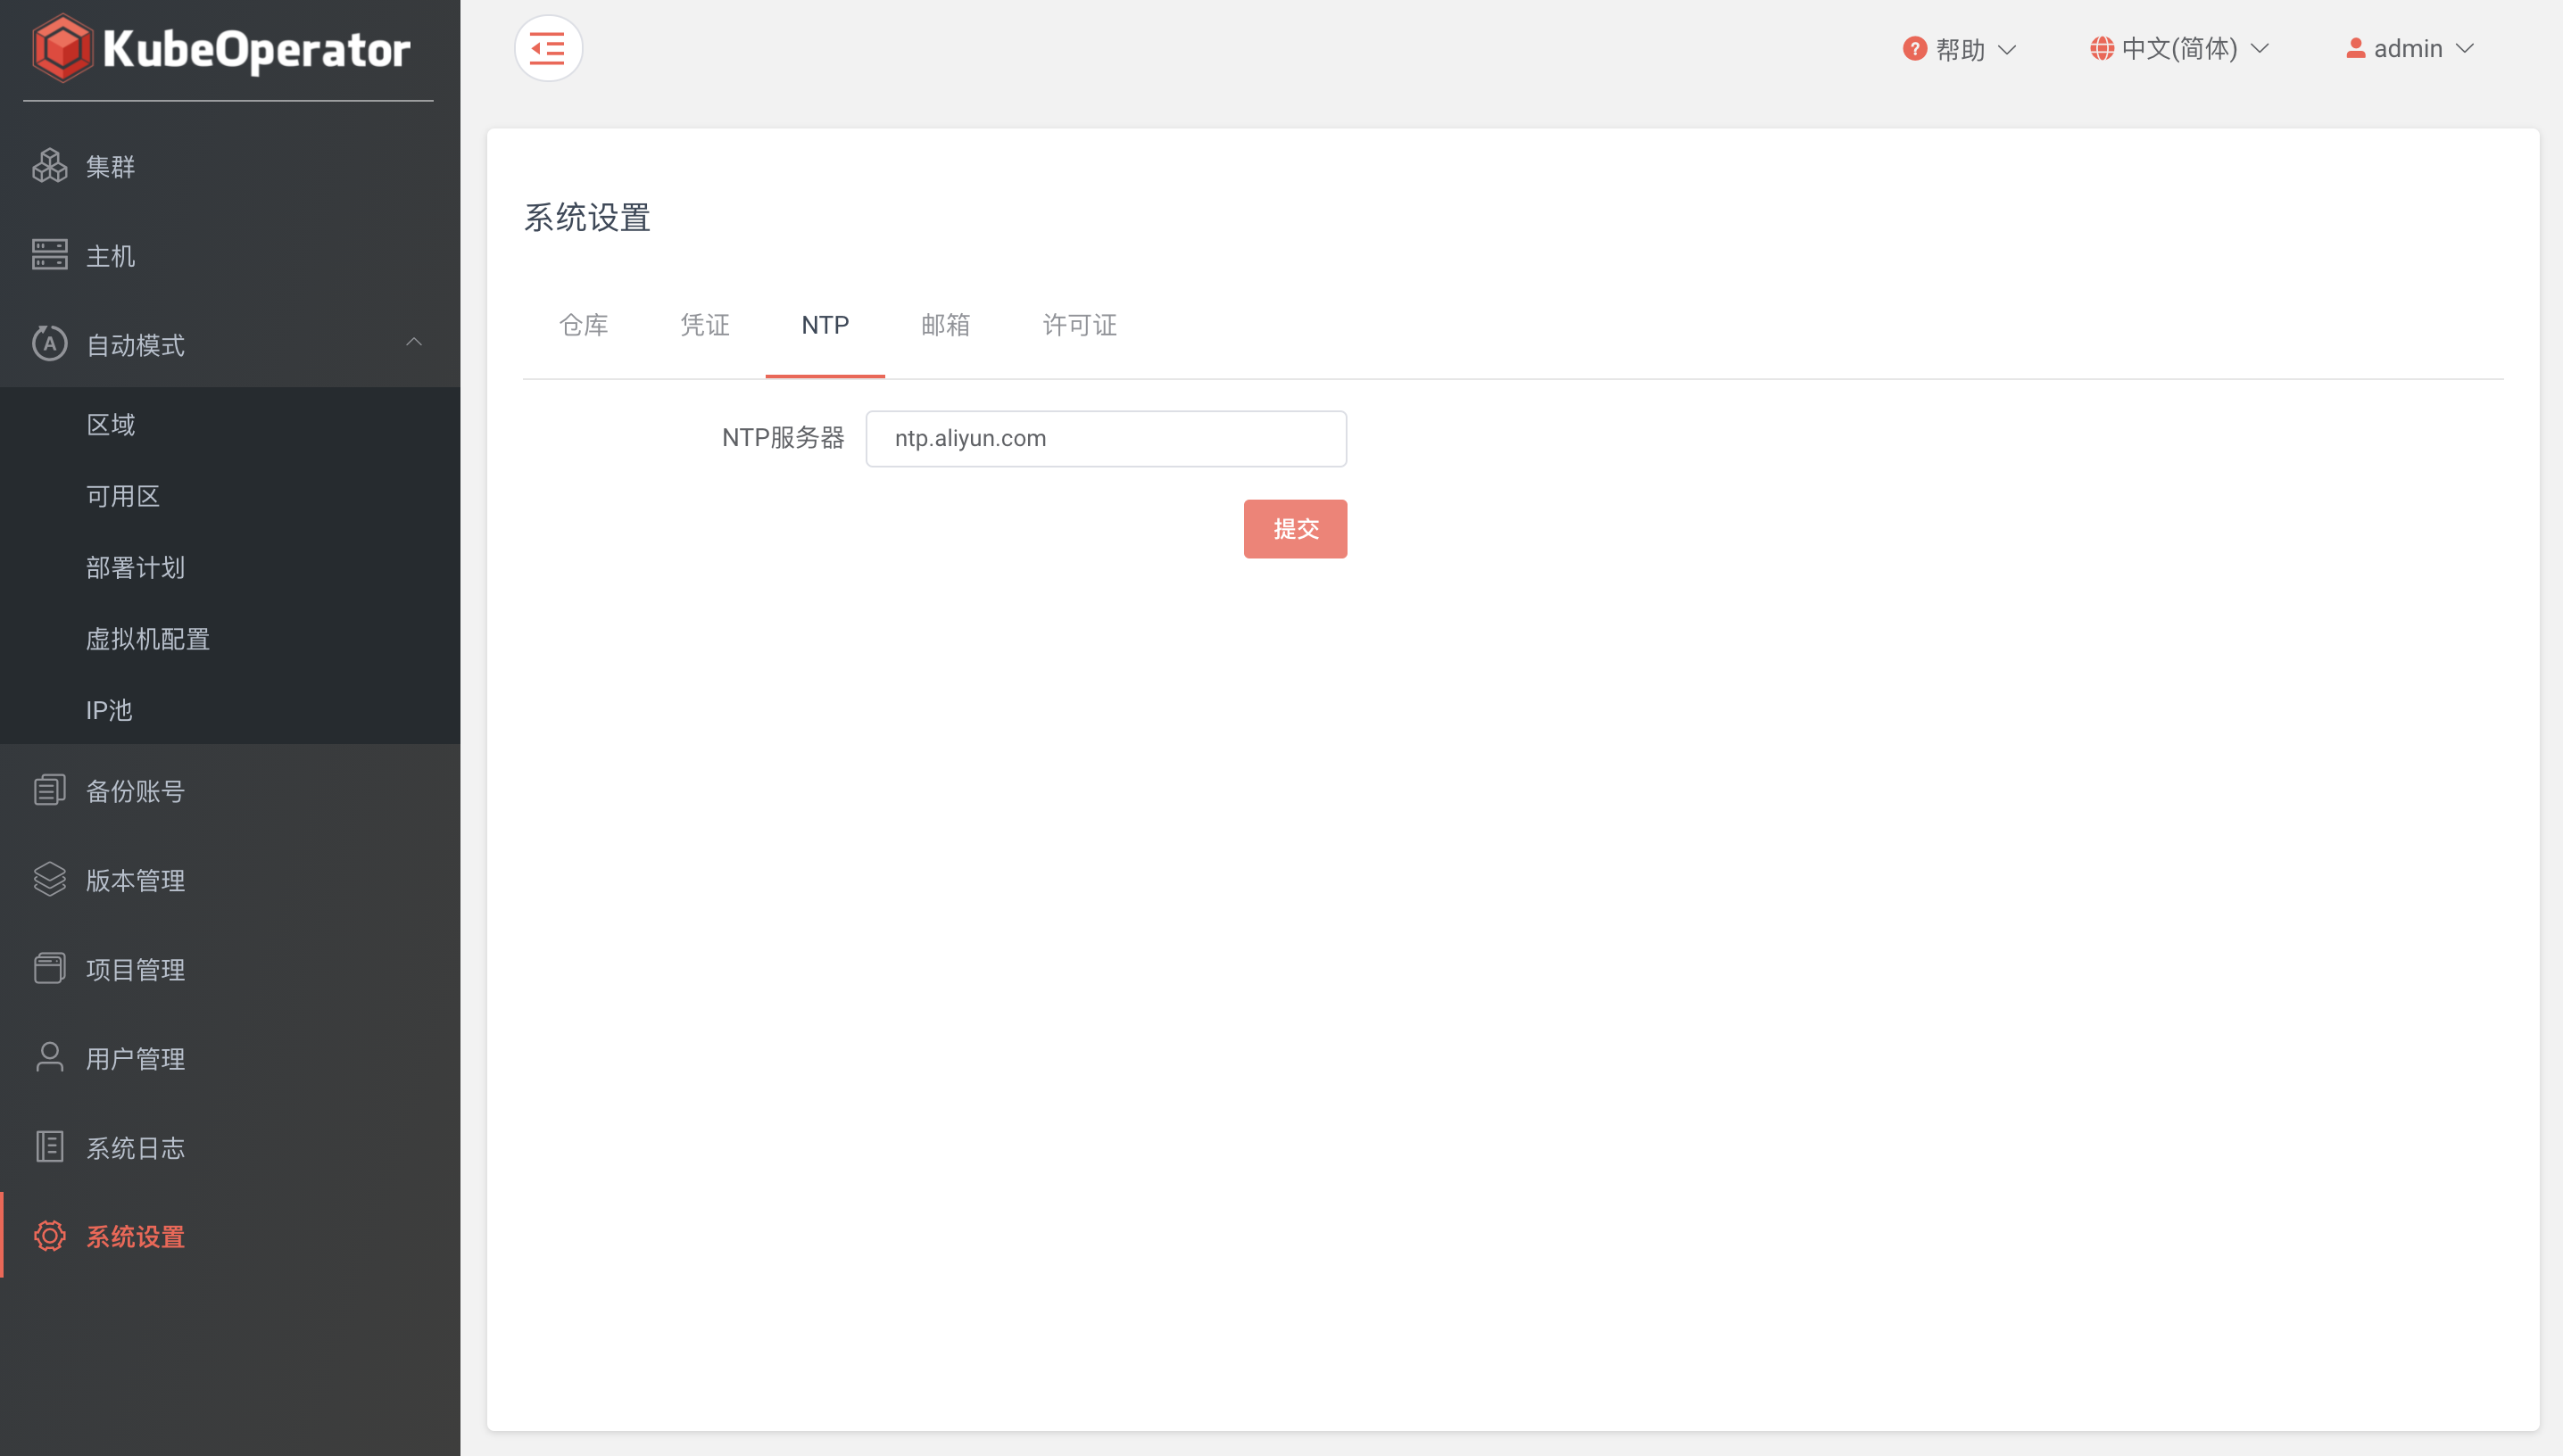 KubeOperator
集群
主机
自动模式
区域
可用区
部署计划
虚拟机配置
IP池
备份账号
版本管理
项目管理
用户管理
系统日志
系统设置
帮助
中文(简体)
admin
系统设置
仓库 凭证 NTP 邮箱 许可证
NTP服务器 ntp.aliyun.com
提交